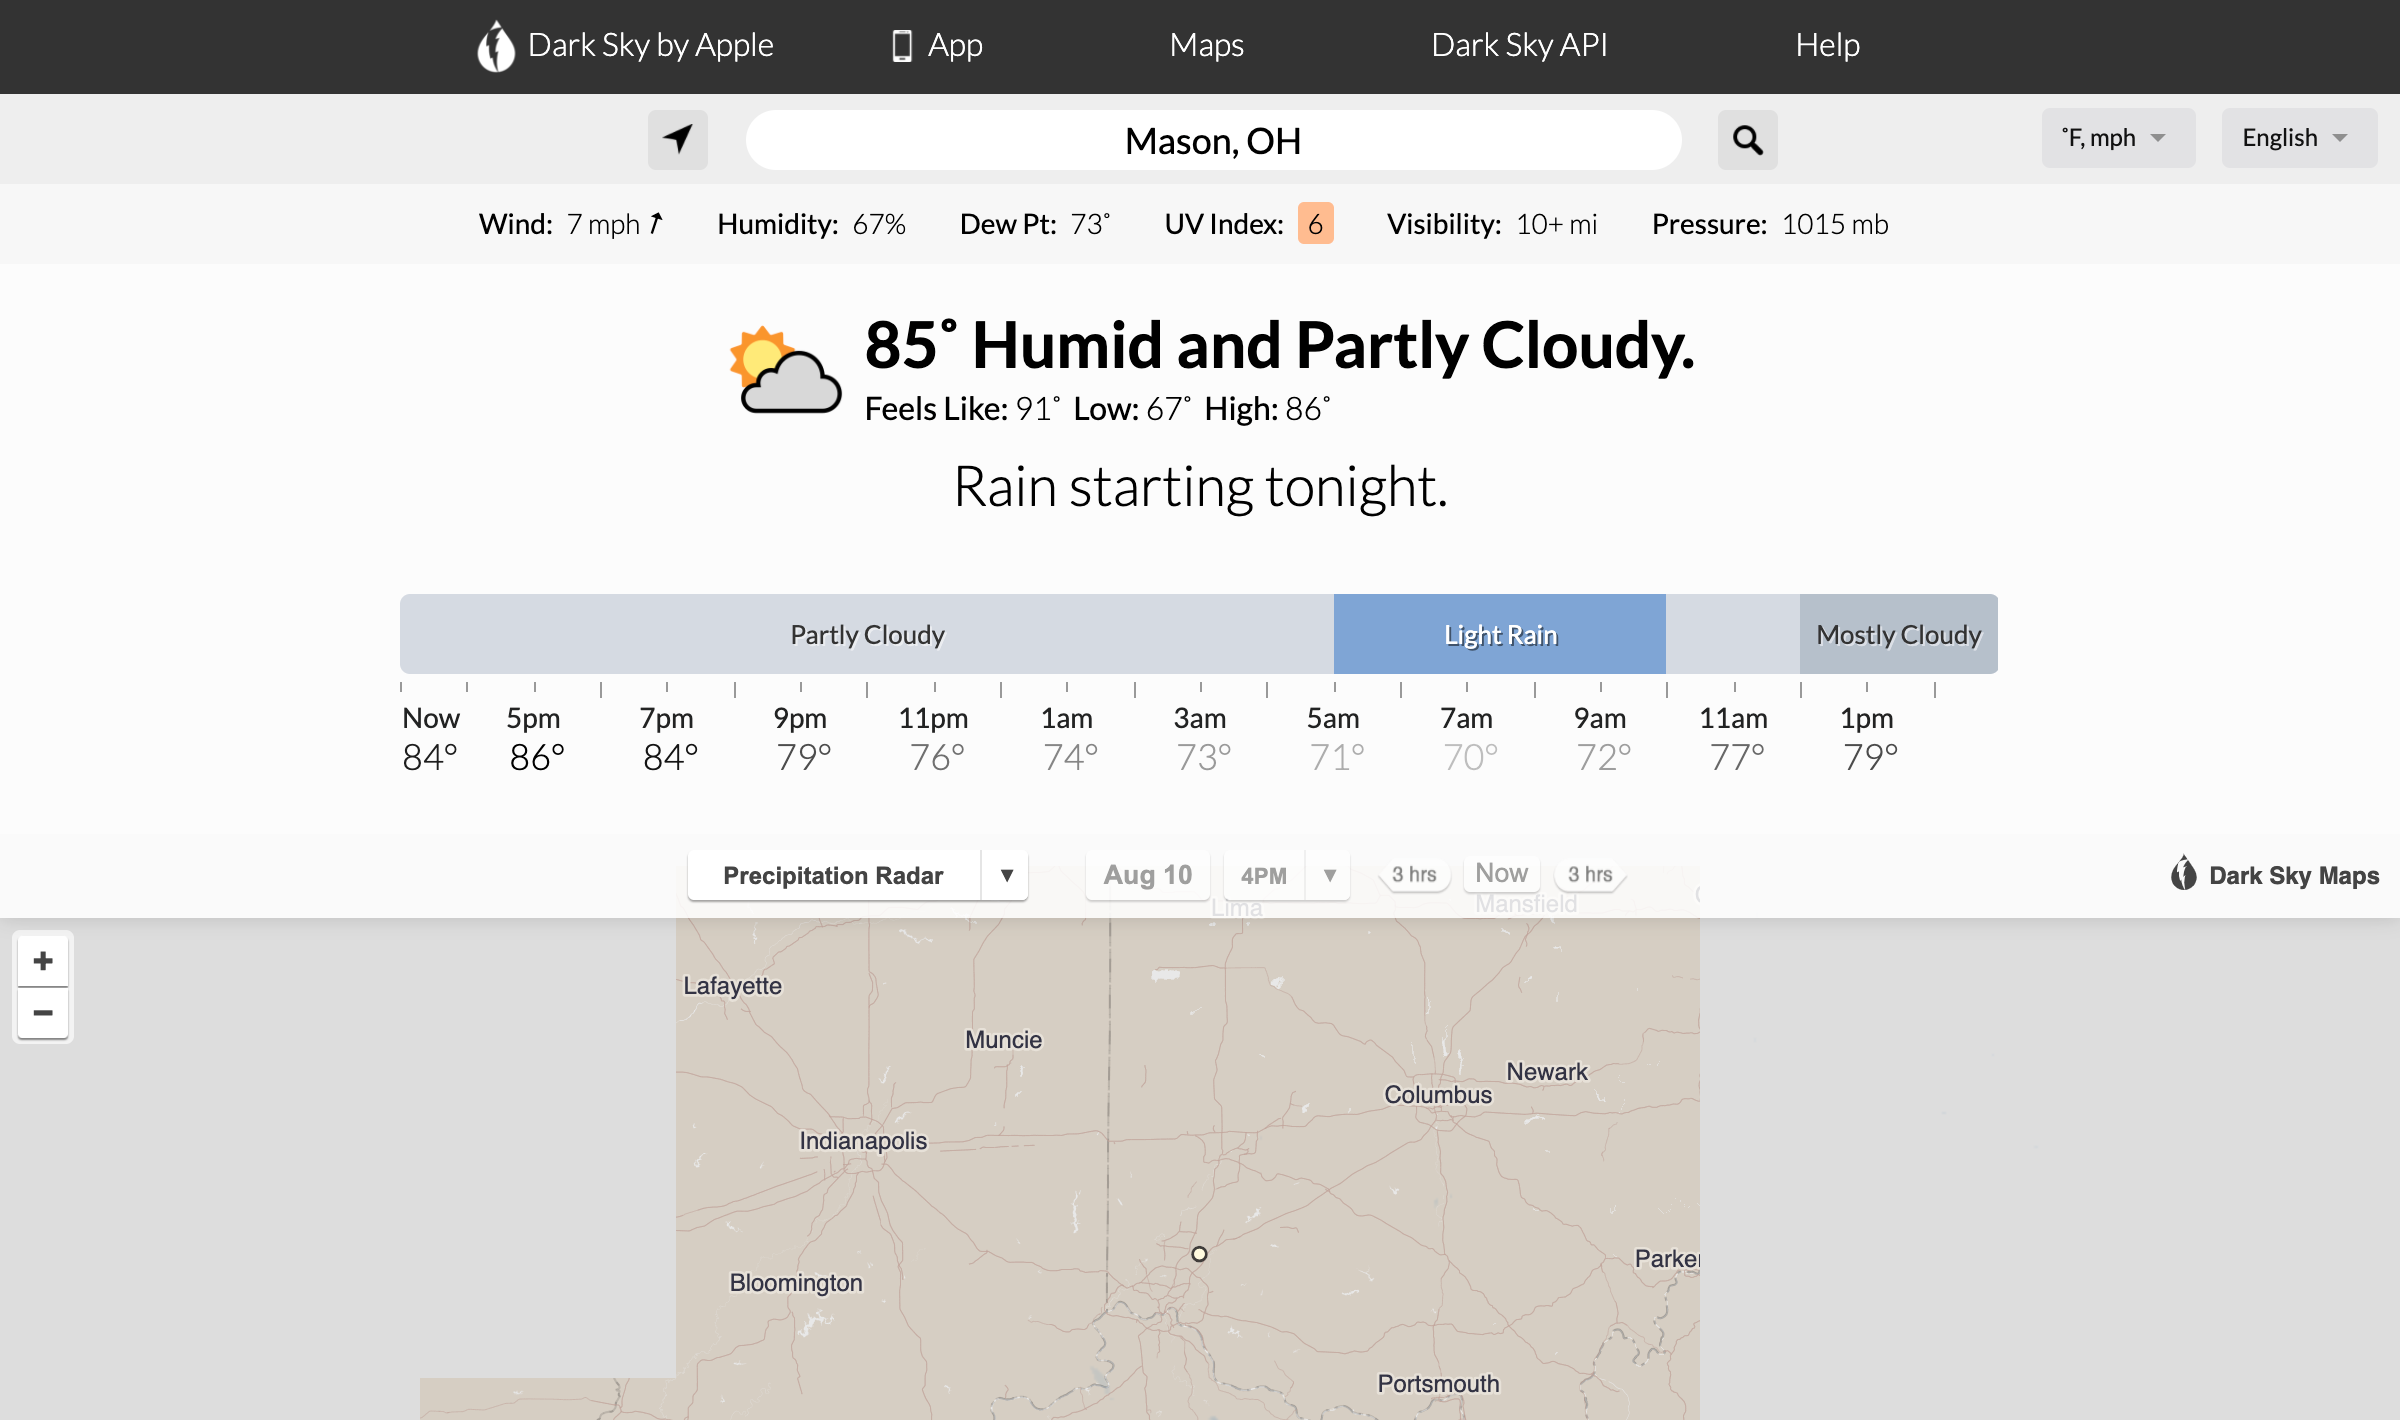 Dark Sky by Apple App Maps Dark Sky API Help
Mason, OH
˚F, mph
English
Wind: 7 mph Humidity: 67% Dew Pt: 73˚ UV Index: 6 Visibility: 10+ mi Pressure: 1015 mb
85˚ Humid and Partly Cloudy.
Feels Like: 91˚ Low: 67˚ High: 86˚
Rain starting tonight.
Partly Cloudy Light Rain Mostly Cloudy
Now 5pm 7pm 9pm 11pm 1am 3am 5am 7am 9am 11am 1pm
84° 86° 84° 79° 76° 74° 73° 71° 70° 72° 77° 79°
Precipitation Radar ▼ Aug 10 4PM ▼ 3 hrs Now 3 hrs Dark Sky Maps
Lima Mansfield
+
−
Lafayette
Muncie
Newark
Columbus
Indianapolis
Parker
Bloomington
Portsmouth